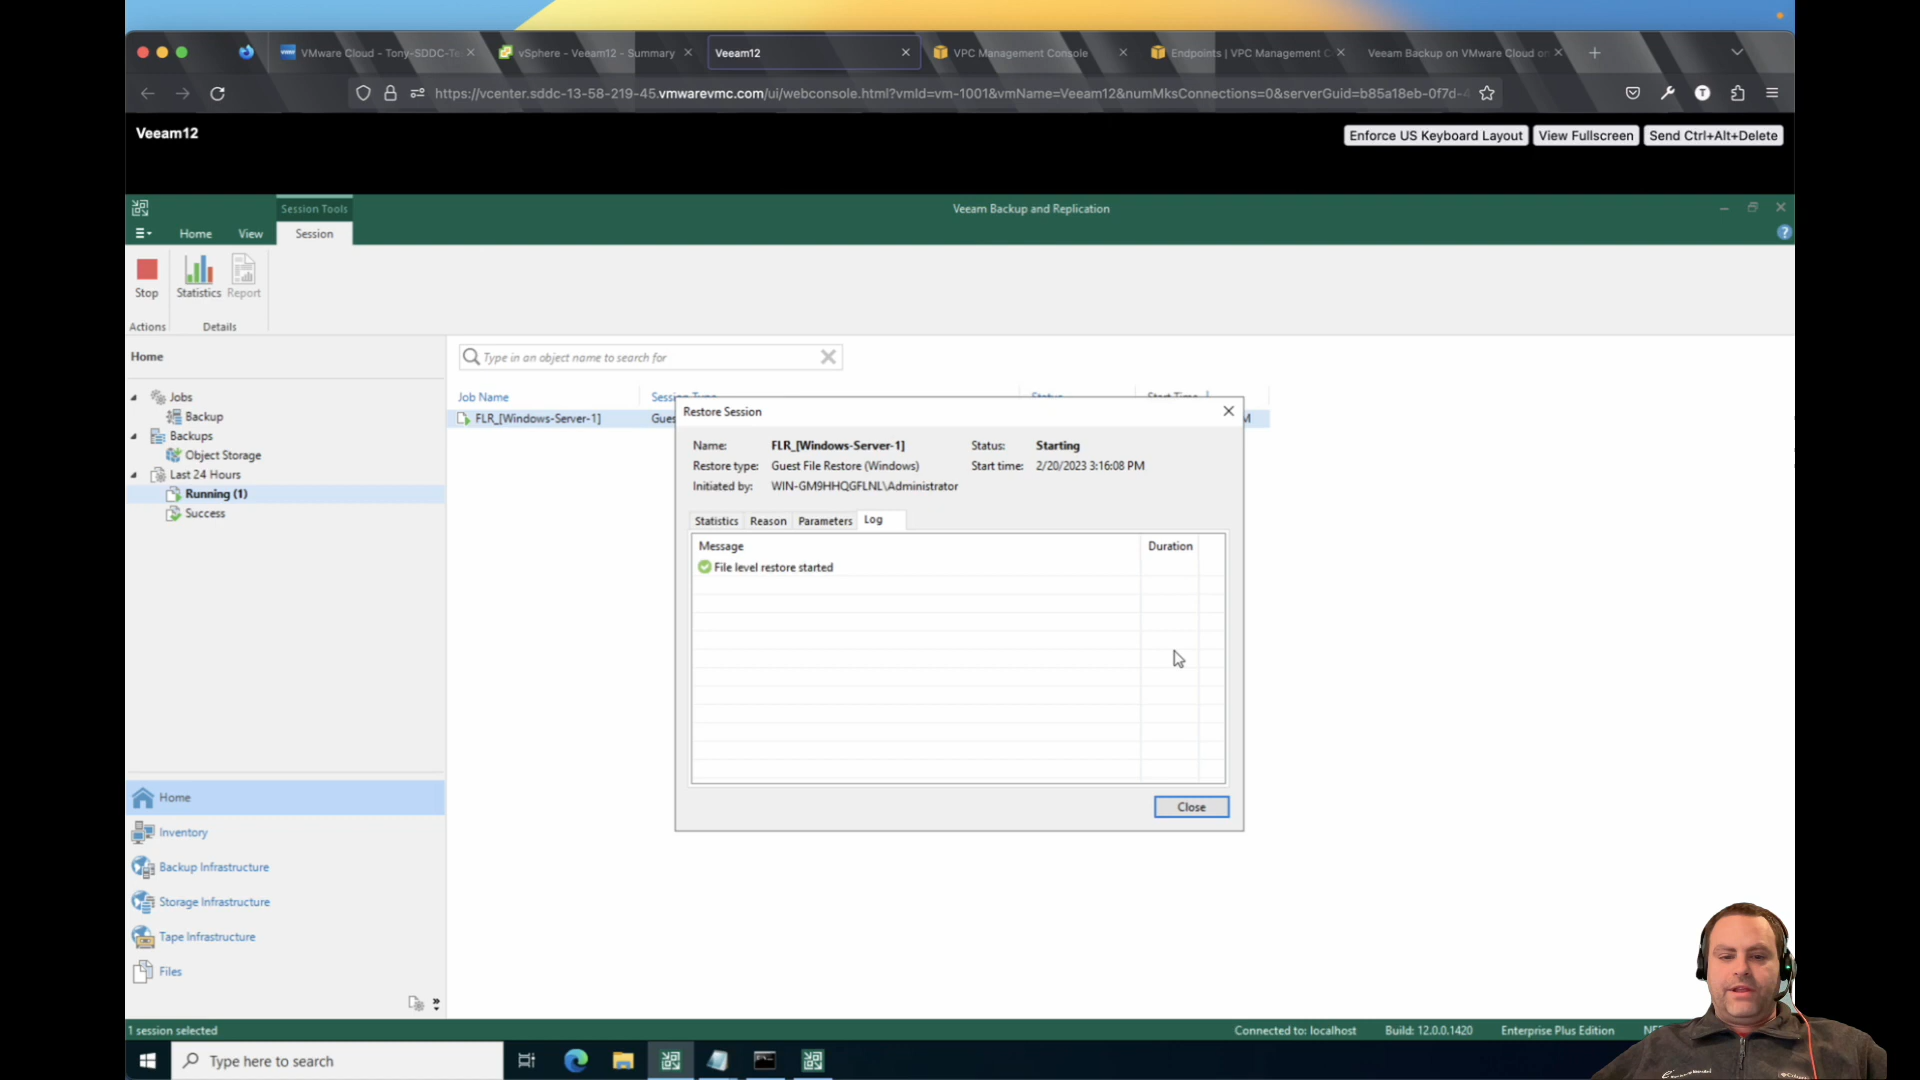 VMware Cloud - Tony-SDDC-Te
vSphere - Veeam12 - Summary
Veeam12
VPC Management Console
Endpoints | VPC Management C
Veeam Backup on VMware Cloud on
https://vcenter.sddc-13-58-219-45.vmwarevmc.com/ui/webconsole.html?vmId=vm-1001&vmName=Veeam12&numMksConnections=0&serverGuid=b85a18eb-0f7d-4
T
Veeam12
Enforce US Keyboard Layout
View Fullscreen
Send Ctrl+Alt+Delete
Session Tools
Veeam Backup and Replication
Home
View
Session
Stop
Statistics
Report
Actions
Details
Home
Jobs
Backup
Backups
Object Storage
Last 24 Hours
Running (1)
Success
Type in an object name to search for
Job Name
Session Type
Status
Start Time
FLR_[Windows-Server-1]
Gues
M
Restore Session
Name: FLR_[Windows-Server-1]
Status: Starting
Restore type: Guest File Restore (Windows)
Start time: 2/20/2023 3:16:08 PM
Initiated by: WIN-GM9HHQGFLNL\Administrator
Statistics
Reason
Parameters
Log
Message
Duration
File level restore started
Close
Home
Inventory
Backup Infrastructure
Storage Infrastructure
Tape Infrastructure
Files
1 session selected
Connected to: localhost
Build: 12.0.0.1420
Enterprise Plus Edition
Type here to search